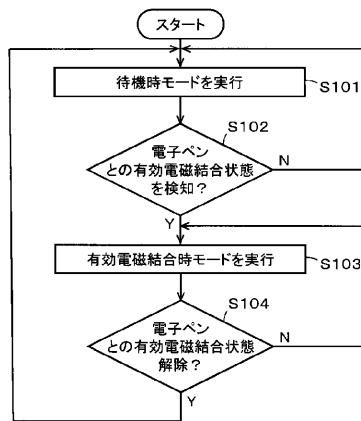 スタート
待機時モードを実行
S101
S102
電子ペン
との有効電磁結合状態
を検知？
N
Y
有効電磁結合時モードを実行
S103
S104
電子ペン
との有効電磁結合状態
解除？
N
Y